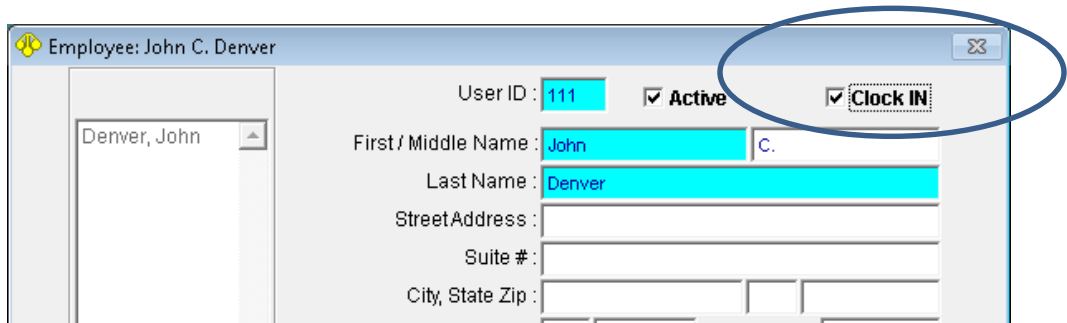 Employee: John C. Denver
User ID : 111 Active Clock IN
Denver, John
First / Middle Name : John C.
Last Name : Denver
Street Address :
Suite # :
City, State Zip :